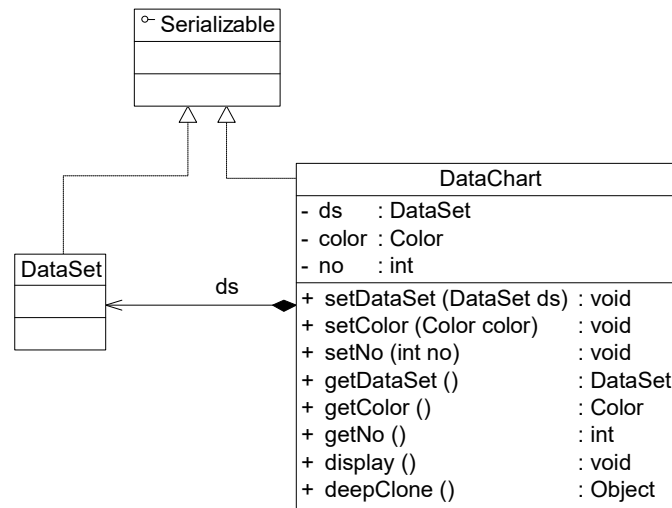 Serializable
DataChart
- ds : DataSet
- color : Color
- no : int
DataSet
ds
+ setDataSet (DataSet ds) : void
+ setColor (Color color) : void
+ setNo (int no) : void
+ getDataSet () : DataSet
+ getColor () : Color
+ getNo () : int
+ display () : void
+ deepClone () : Object